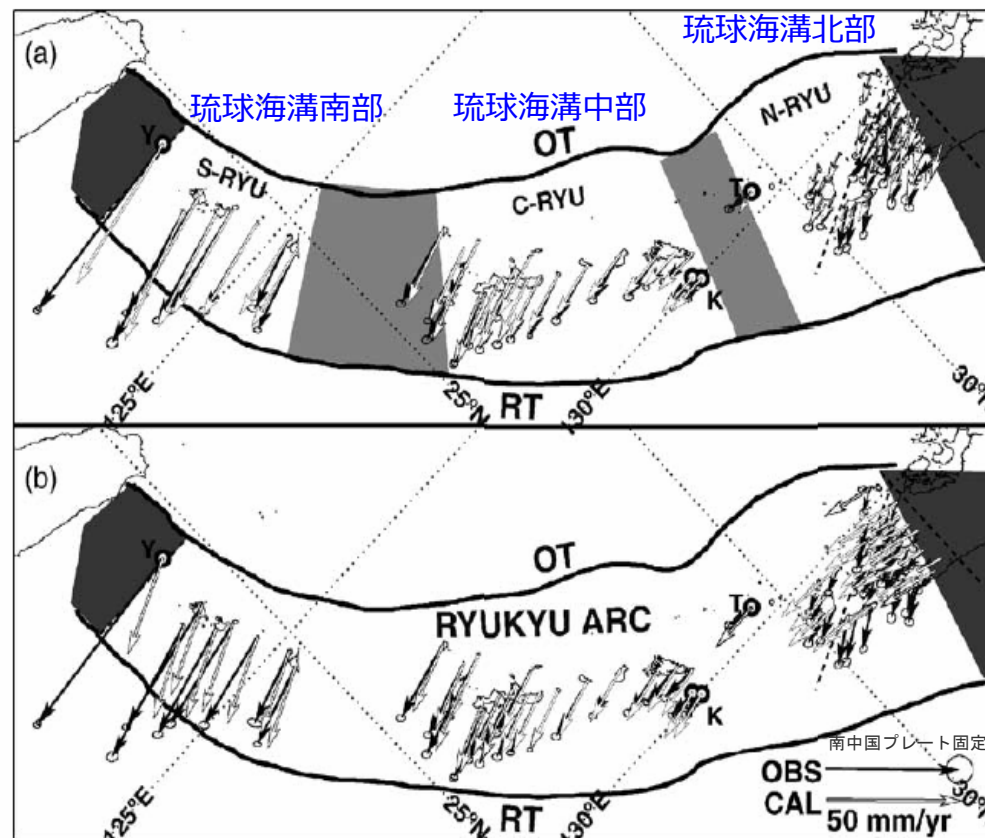 (a)
琉球海溝北部
琉球海溝南部
琉球海溝中部
Y
S-RYU
OT
C-RYU
N-RYU
T
K
125°E
25°N
RT
130°E
30°N
(b)
Y
OT
RYUKYU ARC
T
K
125°E
25°N
RT
130°E
南中国プレート固定
OBS
CAL
50 mm/yr
30°N